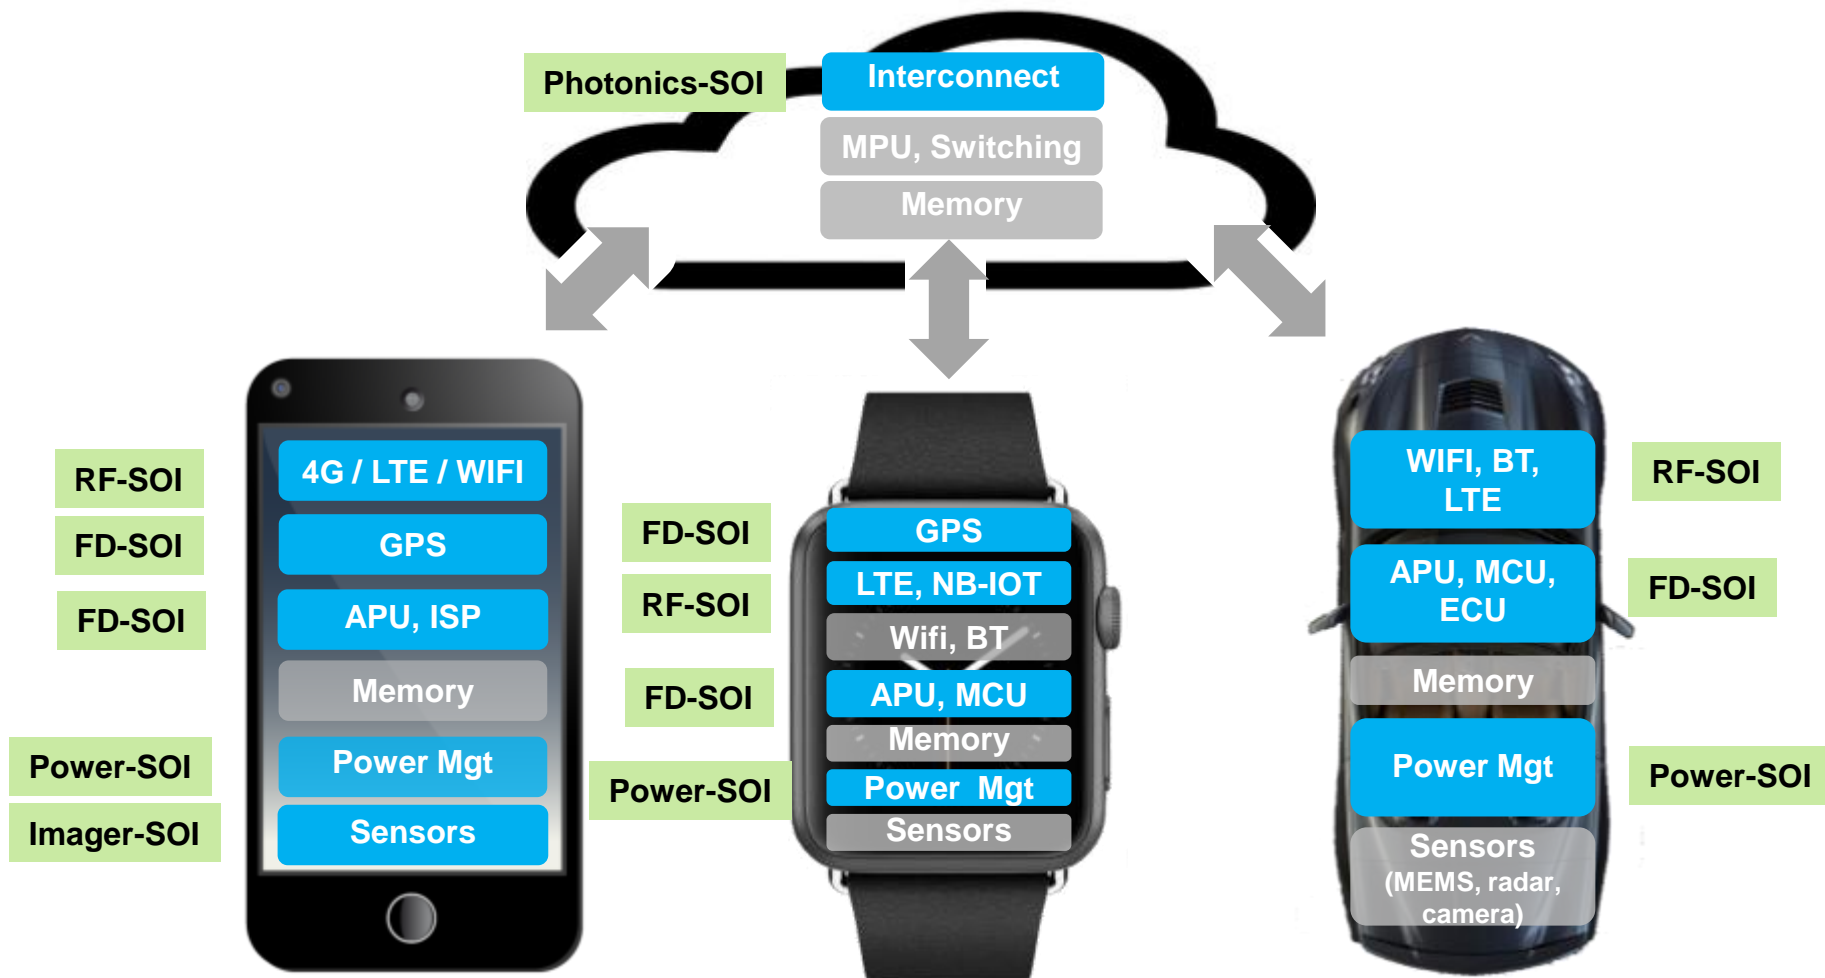 Photonics-SOI
Interconnect
MPU, Switching
Memory
RF-SOI
4G / LTE / WIFI
FD-SOI
GPS
FD-SOI
APU, ISP
Memory
Power-SOI
Power Mgt
Imager-SOI
Sensors
FD-SOI
GPS
RF-SOI
LTE, NB-IOT
Wifi, BT
FD-SOI
APU, MCU
Memory
Power-SOI
Power Mgt
Sensors
WIFI, BT,
LTE
RF-SOI
APU, MCU,
ECU
FD-SOI
Memory
Power Mgt
Power-SOI
Sensors
(MEMS, radar,
camera)